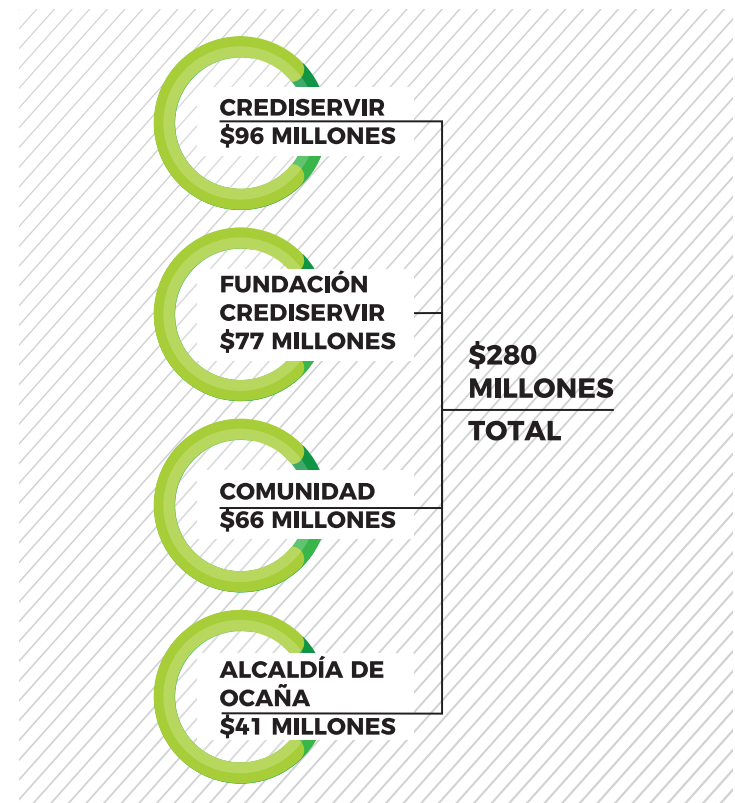 CREDISERVIR
$96 MILLONES
FUNDACIÓN
CREDISERVIR
$77 MILLONES
COMUNIDAD
$66 MILLONES
ALCALDÍA DE
OCAÑA
$41 MILLONES
$280
MILLONES
TOTAL